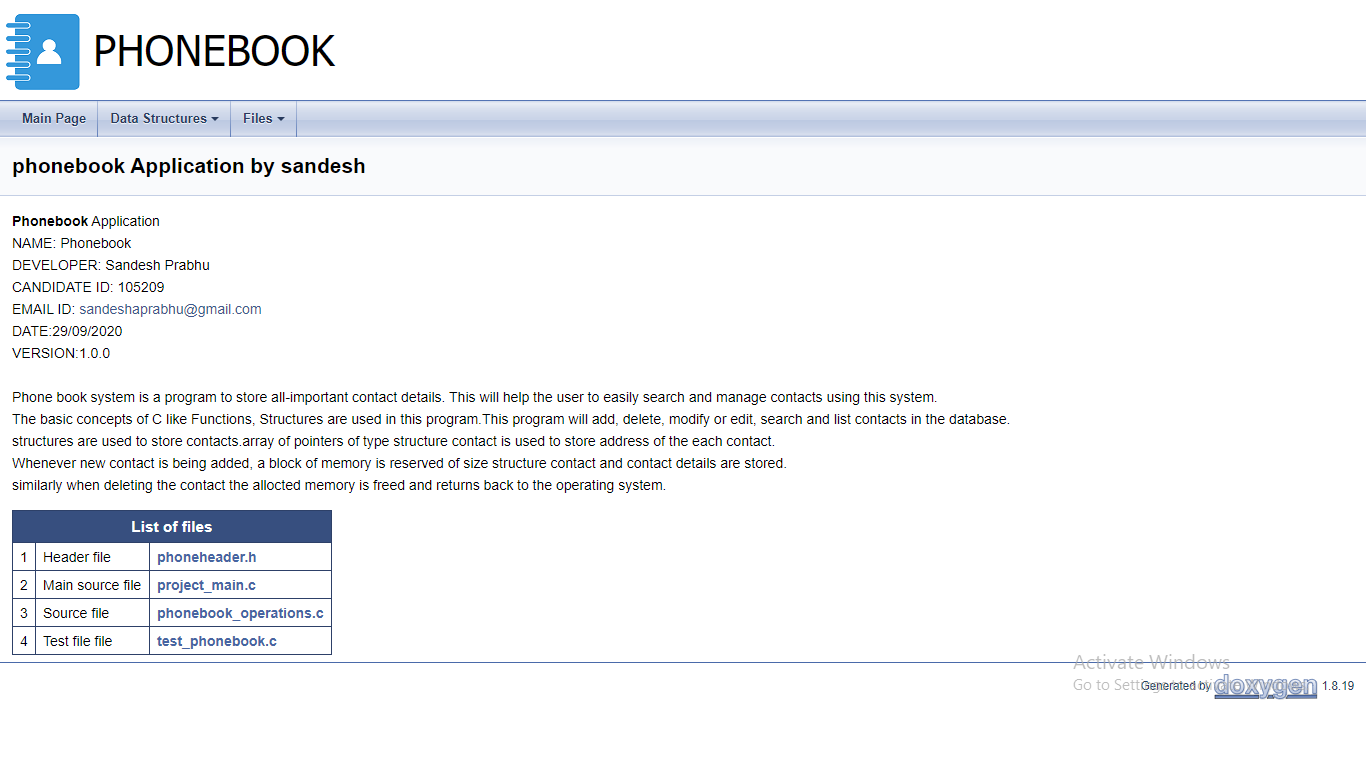 PHONEBOOK
Main Page Data Structures Files
phonebook Application by sandesh
Phonebook Application
NAME: Phonebook
DEVELOPER: Sandesh Prabhu
CANDIDATE ID: 105209
EMAIL ID: sandeshaprabhu@gmail.com
DATE:29/09/2020
VERSION:1.0.0
Phone book system is a program to store all-important contact details. This will help the user to easily search and manage contacts using this system.
The basic concepts of C like Functions, Structures are used in this program.This program will add, delete, modify or edit, search and list contacts in the database.
structures are used to store contacts.array of pointers of type structure contact is used to store address of the each contact.
Whenever new contact is being added, a block of memory is reserved of size structure contact and contact details are stored.
similarly when deleting the contact the allocted memory is freed and returns back to the operating system.
List of files
1 Header file phoneheader.h
2 Main source file project_main.c
3 Source file phonebook_operations.c
4 Test file file test_phonebook.c
Activate Windows
Go to
Generated by doxygen 1.8.19